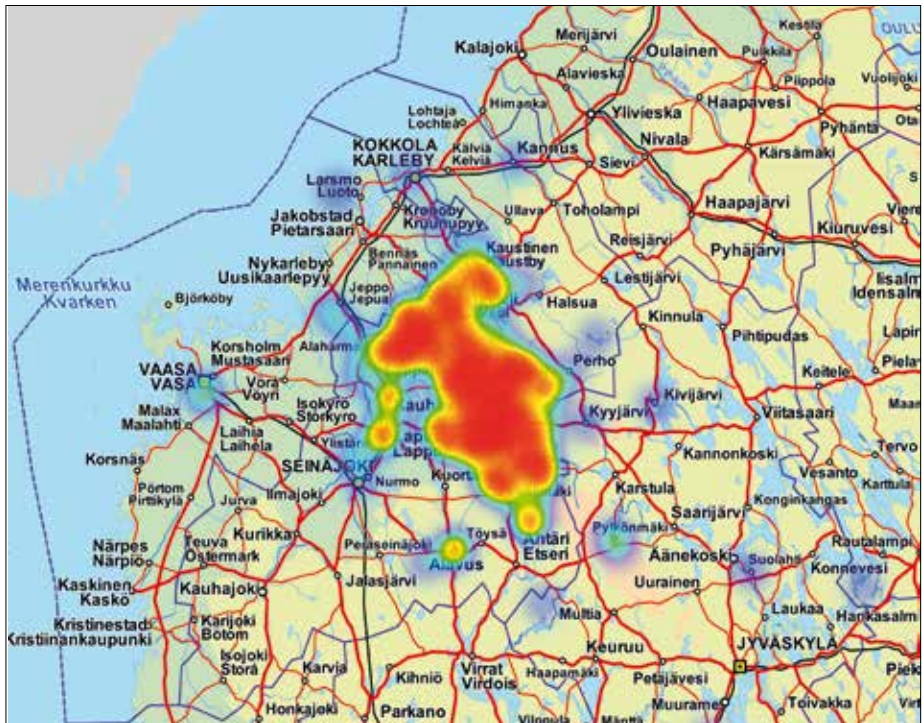 Kestilä
OULU
Merijärvi
Kalajoki
Oulainen
Pulkkila
Alavieska
Piippola
Vuolijoki
Haapavesi
Himanka
Lohtaja
Lochteå
Ylivieska
Pyhäntä
Ota
KOKKOLA
KARLEBY
Kälviä
Kelviå
Kannus
Nivala
Sievi
Kärsämäki
Larsmo
Luoto
Kronoby
Kruunupyy
Ullava
Toholampi
Haapajärvi
Jakobstad
Pietarsaari
Kiuruvesi
Reisjärvi
Pyhäjärvi
Bennäs
Pännäinen
Kaustinen
Nykarleby
Uusikaarlepyy
Lestijärvi
Iisalmi
Idensalmi
Merenkurkku
Kvarken
Björköby
Jeppo
Jepua
Halsua
Kinnula
Pihtipudas
Korsholm
Mustasaari
VAASA
VASA
Vörå
Vöyri
Perho
Keitele
Isokyrö
Storkyro
Kyyjärvi
Kivijärvi
Malax
Maalahti
Viitasaari
Laihia
Laihela
Korsnäs
Kannonkoski
Tervo
SEINÄJOKI
Nurmo
Vesanto
Karttula
Pörtom
Pirttikylä
Jurva
Ilmajoki
Karstula
Konginkangas
Saarijärvi
Kurikka
Närpes
Närpiö
Teuva
Östermark
Peräseinäjoki
Töysä
Ähtäri
Etseri
Pylkönmäki
Äänekoski
Suolahti
Rautalampi
Konnevesi
Kaskinen
Kaskö
Kauhajoki
Jalasjärvi
Alavus
Uurainen
Kristinestad
Kristiinankaupunki
Karijoki
Bötom
Multia
Laukaa
Hankasalmi
Isojoki
Storå
Karvia
Kihniö
Virrat
Virdois
Haapamäki
Keuruu
Petäjävesi
JYVÄSKYLÄ
Honkajoki
Parkano
Vilppula
Mänttä
Muurame
Toivakka